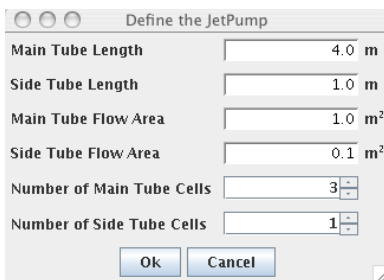 Define the JetPump
Main Tube Length 4.0 m
Side Tube Length 1.0 m
Main Tube Flow Area 1.0 m²
Side Tube Flow Area 0.1 m²
Number of Main Tube Cells 3
Number of Side Tube Cells 1
Ok Cancel